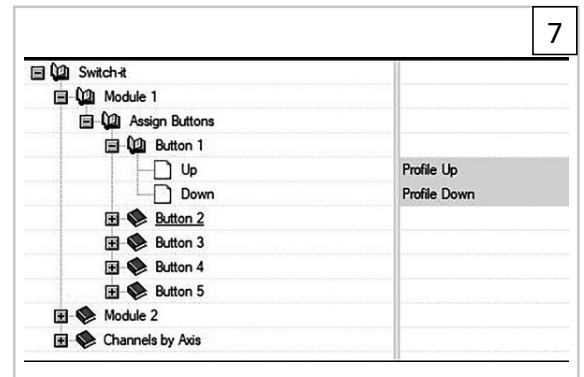 7
Switch-it
Module 1
Assign Buttons
Button 1
Up Profile Up
Down Profile Down
Button 2
Button 3
Button 4
Button 5
Module 2
Channels by Axis